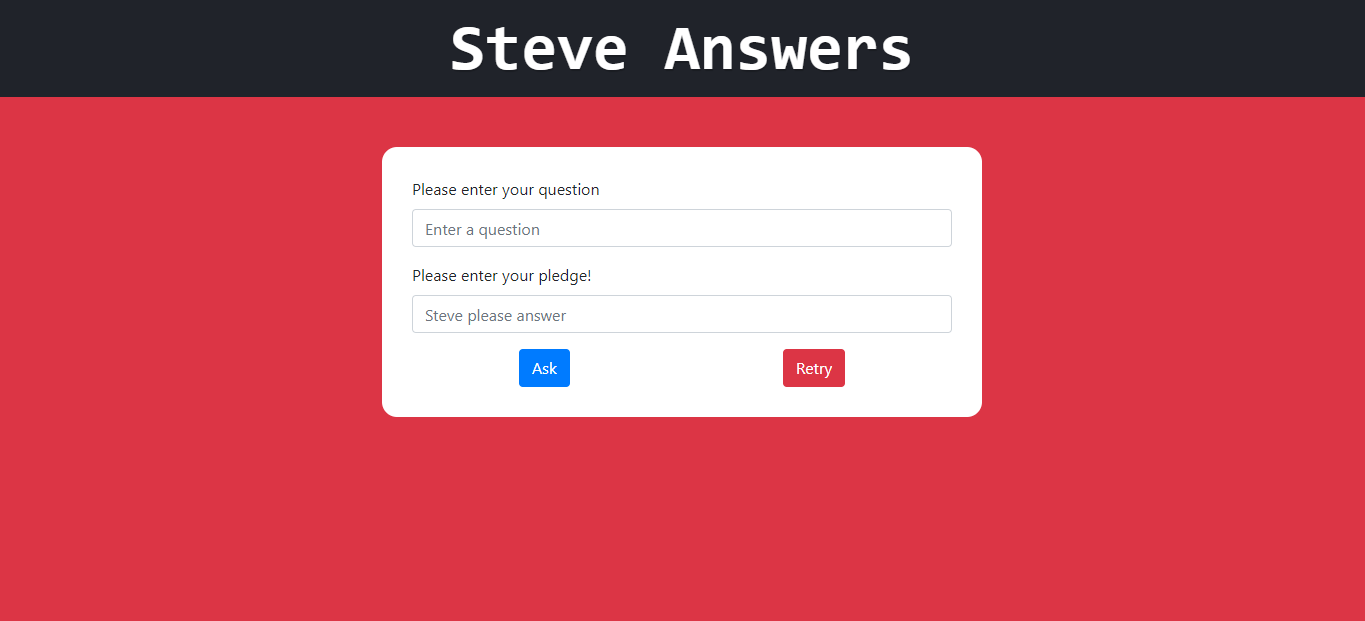 Steve Answers
Please enter your question
Enter a question
Please enter your pledge!
Steve please answer
Ask Retry